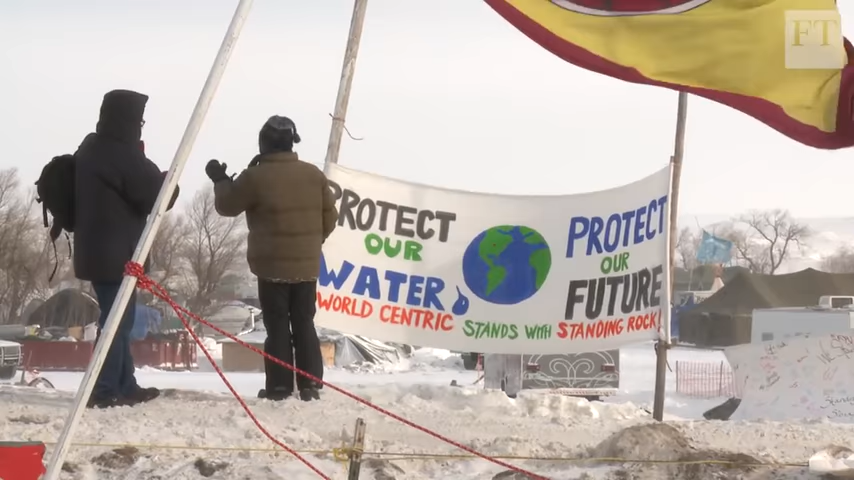 FT
PROTECT
OUR
WATER
WORLD CENTRIC
PROTECT
OUR
FUTURE
STANDS WITH STANDING ROCK!